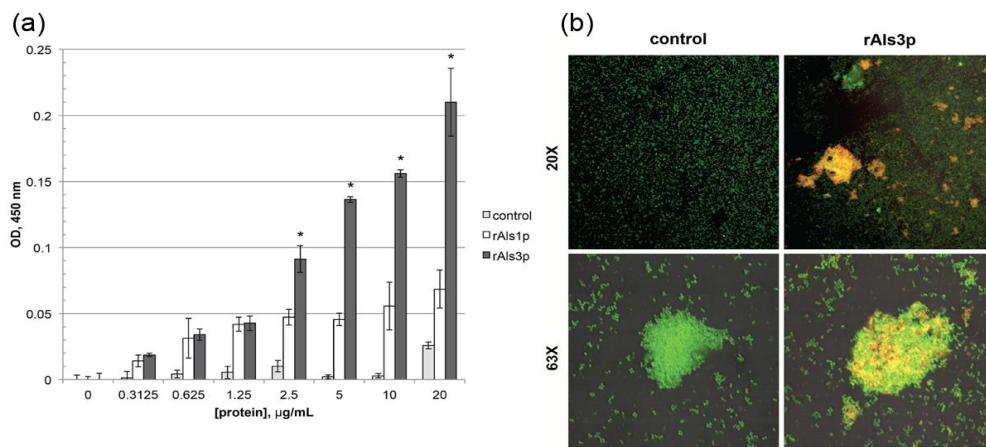 (a)
0.25
0.2
0.15
0.1
0.05
0
OD, 450 nm
* * * *
0 0.3125 0.625 1.25 2.5 5 10 20
[protein], µg/mL
control
rAls1p
rAls3p
(b)
control rAls3p
20X
63X